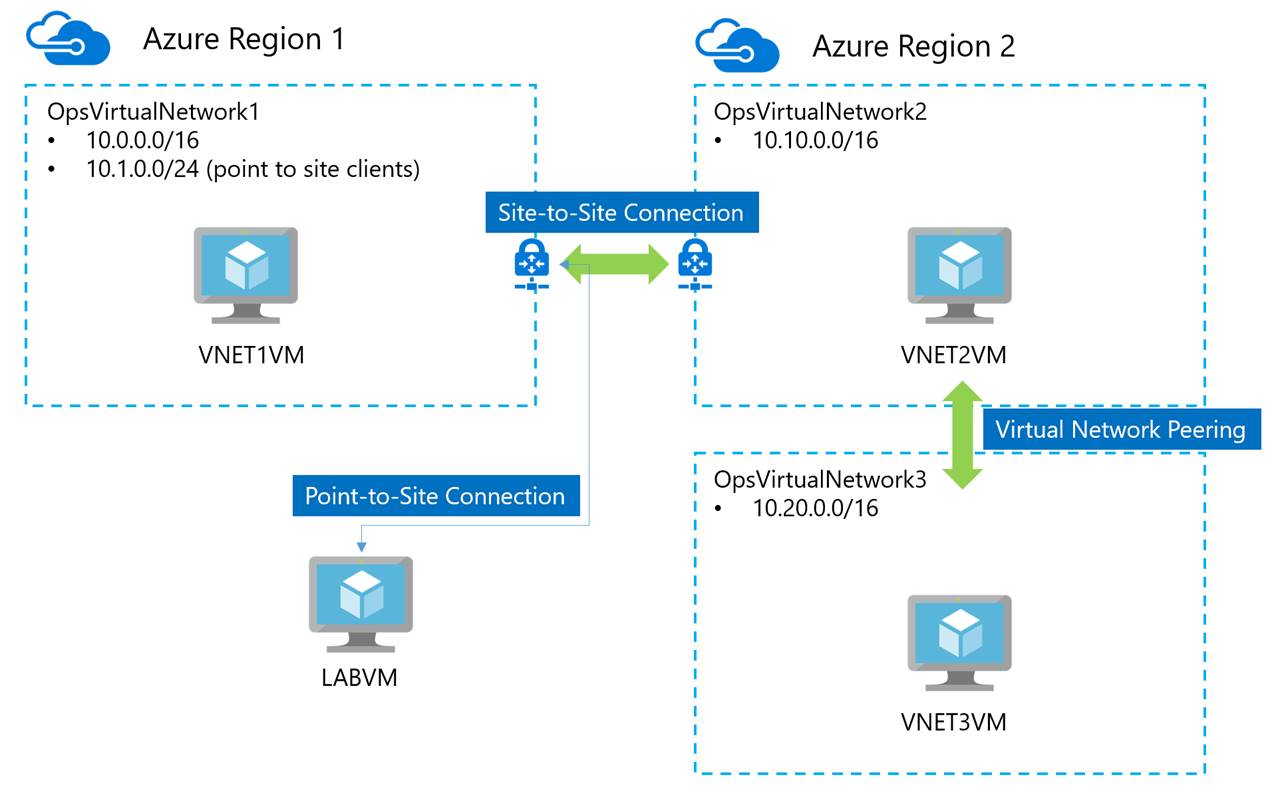 Azure Region 1
OpsVirtualNetwork1
• 10.0.0.0/16
• 10.1.0.0/24 (point to site clients)
VNET1VM
Site-to-Site Connection
Azure Region 2
OpsVirtualNetwork2
• 10.10.0.0/16
VNET2VM
Virtual Network Peering
OpsVirtualNetwork3
• 10.20.0.0/16
VNET3VM
Point-to-Site Connection
LABVM